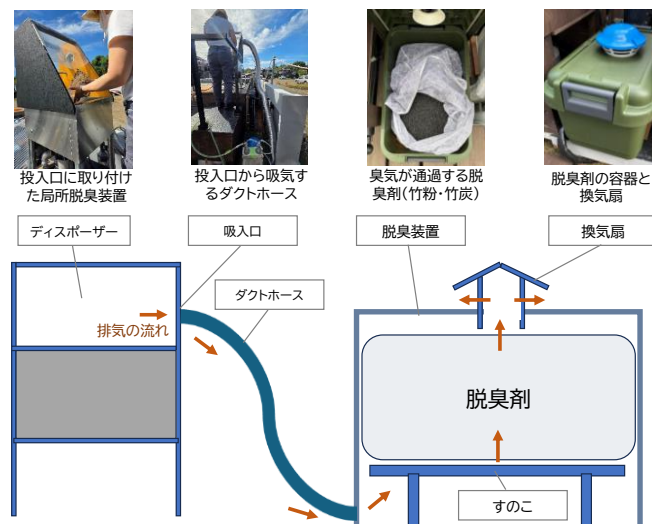 投入口に取り付け
た局所脱臭装置
投入口から吸気す
るダクトホース
臭気が通過する脱
臭剤(竹粉・竹炭)
脱臭剤の容器と
換気扇
ディスポーザー
吸入口
脱臭装置
換気扇
ダクトホース
排気の流れ
脱臭剤
すのこ